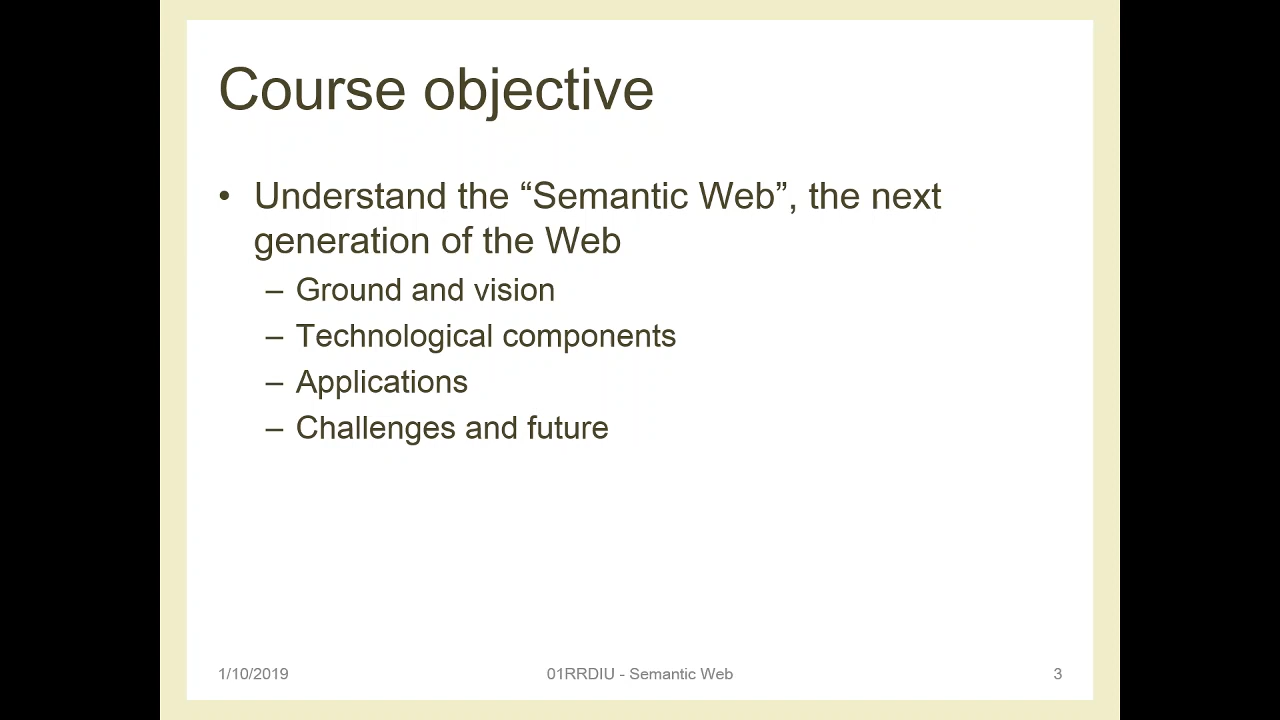 Course objective
• Understand the “Semantic Web”, the next
generation of the Web
– Ground and vision
– Technological components
– Applications
– Challenges and future
1/10/2019 01RRDIU - Semantic Web 3